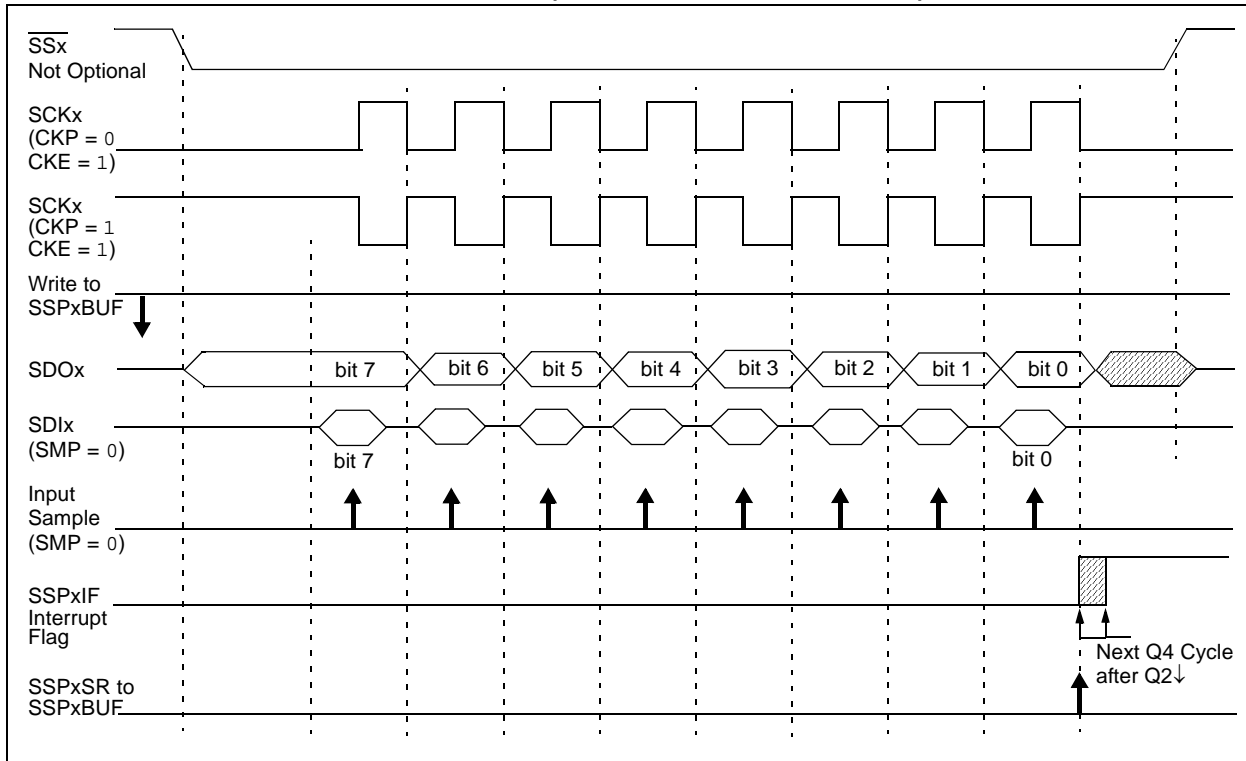 SSx
Not Optional
SCKx
(CKP = 0
CKE = 1)
SCKx
(CKP = 1
CKE = 1)
Write to
SSPxBUF
SDOx
bit 7
bit 6
bit 5
bit 4
bit 3
bit 2
bit 1
bit 0
SDIx
(SMP = 0)
bit 7
bit 0
Input
Sample
(SMP = 0)
SSPxIF
Interrupt
Flag
Next Q4 Cycle
after Q2↓
SSPxSR to
SSPxBUF